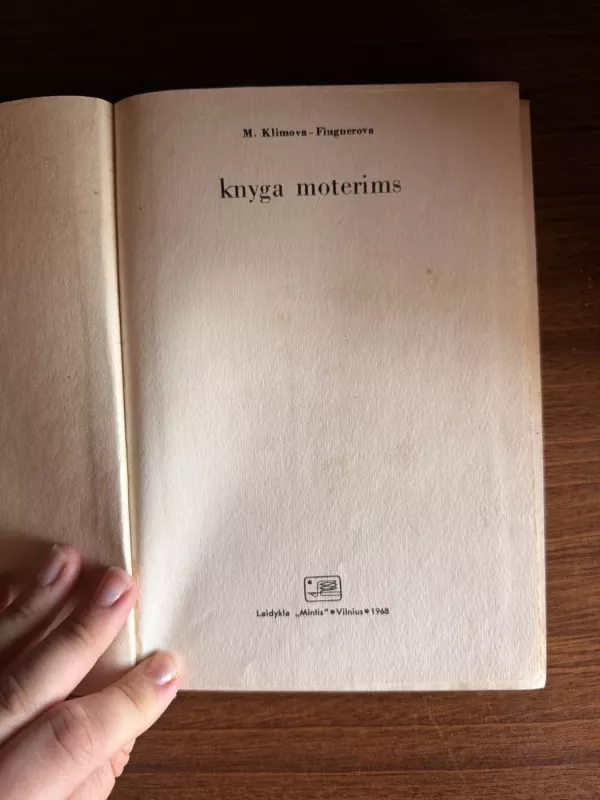 M. Klimova-Fiugnerova
knyga moterims
Leidykla „Mintis" • Vilnius • 1968